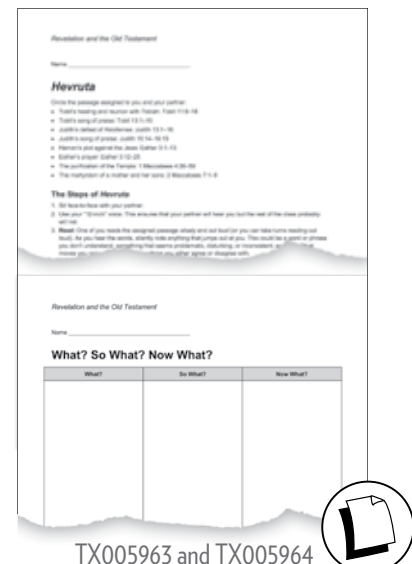 Revelation and the Old Testament
Name
Hevruta
Circle the passage assigned to you and your partner:
• Tobit's healing and reunion with Tobiah: Tobit 11:9–18
• Tobit's song of praise: Tobit 13:1–10
• Judith's defeat of Holofernes: Judith 13:1–16
• Judith's song of praise: Judith 15:14—16:
• Haman's plot against the Jews: Esther 3:1–13
• Esther's prayer: Esther C:12–25
• The purification of the Temple: 1 Maccabees 4:36–59
• The martyrdom of a mother and her sons: 2 Maccabees 7:1–
The Steps of Hevruta
1. Sit face-to-face with your partner.
2. Use your "12-inch" voice. This ensures that your partner will hear you but the rest of the class probably
will not.
3. Read: One of you reads the assigned passage slowly and out loud (or you can take turns reading out
loud). As you hear the words, silently note anything that jumps out at you. This could be a word or phrase
you don't understand, something that seems problematic, disturbing, or inconsistent,
you either agree or disagree with.
Revelation and the Old Testament
Name
What? So What? Now What?
What? So What? Now What?
TX005963 and TX005964